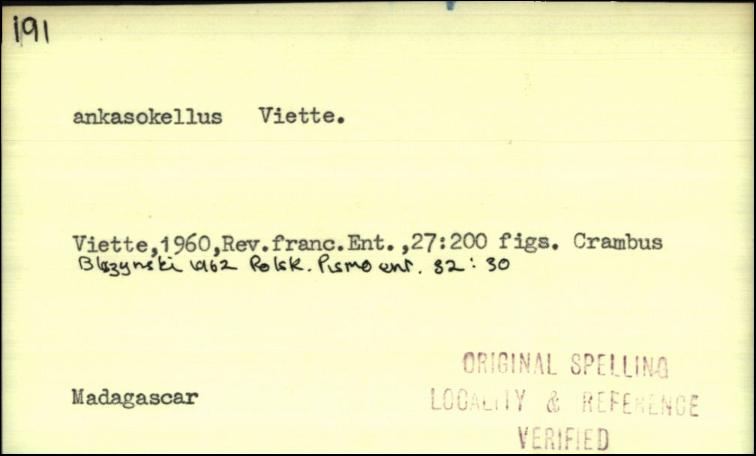 191
ankasokellus Viette.
Viette,1960,Rev.franc.Ent.,27:200 figs. Crambus
Blszynski 1962 Polsk. Pismo ent. 32:30
Madagascar
ORIGINAL SPELLING
LOCALITY & REFERENCE
VERIFIED